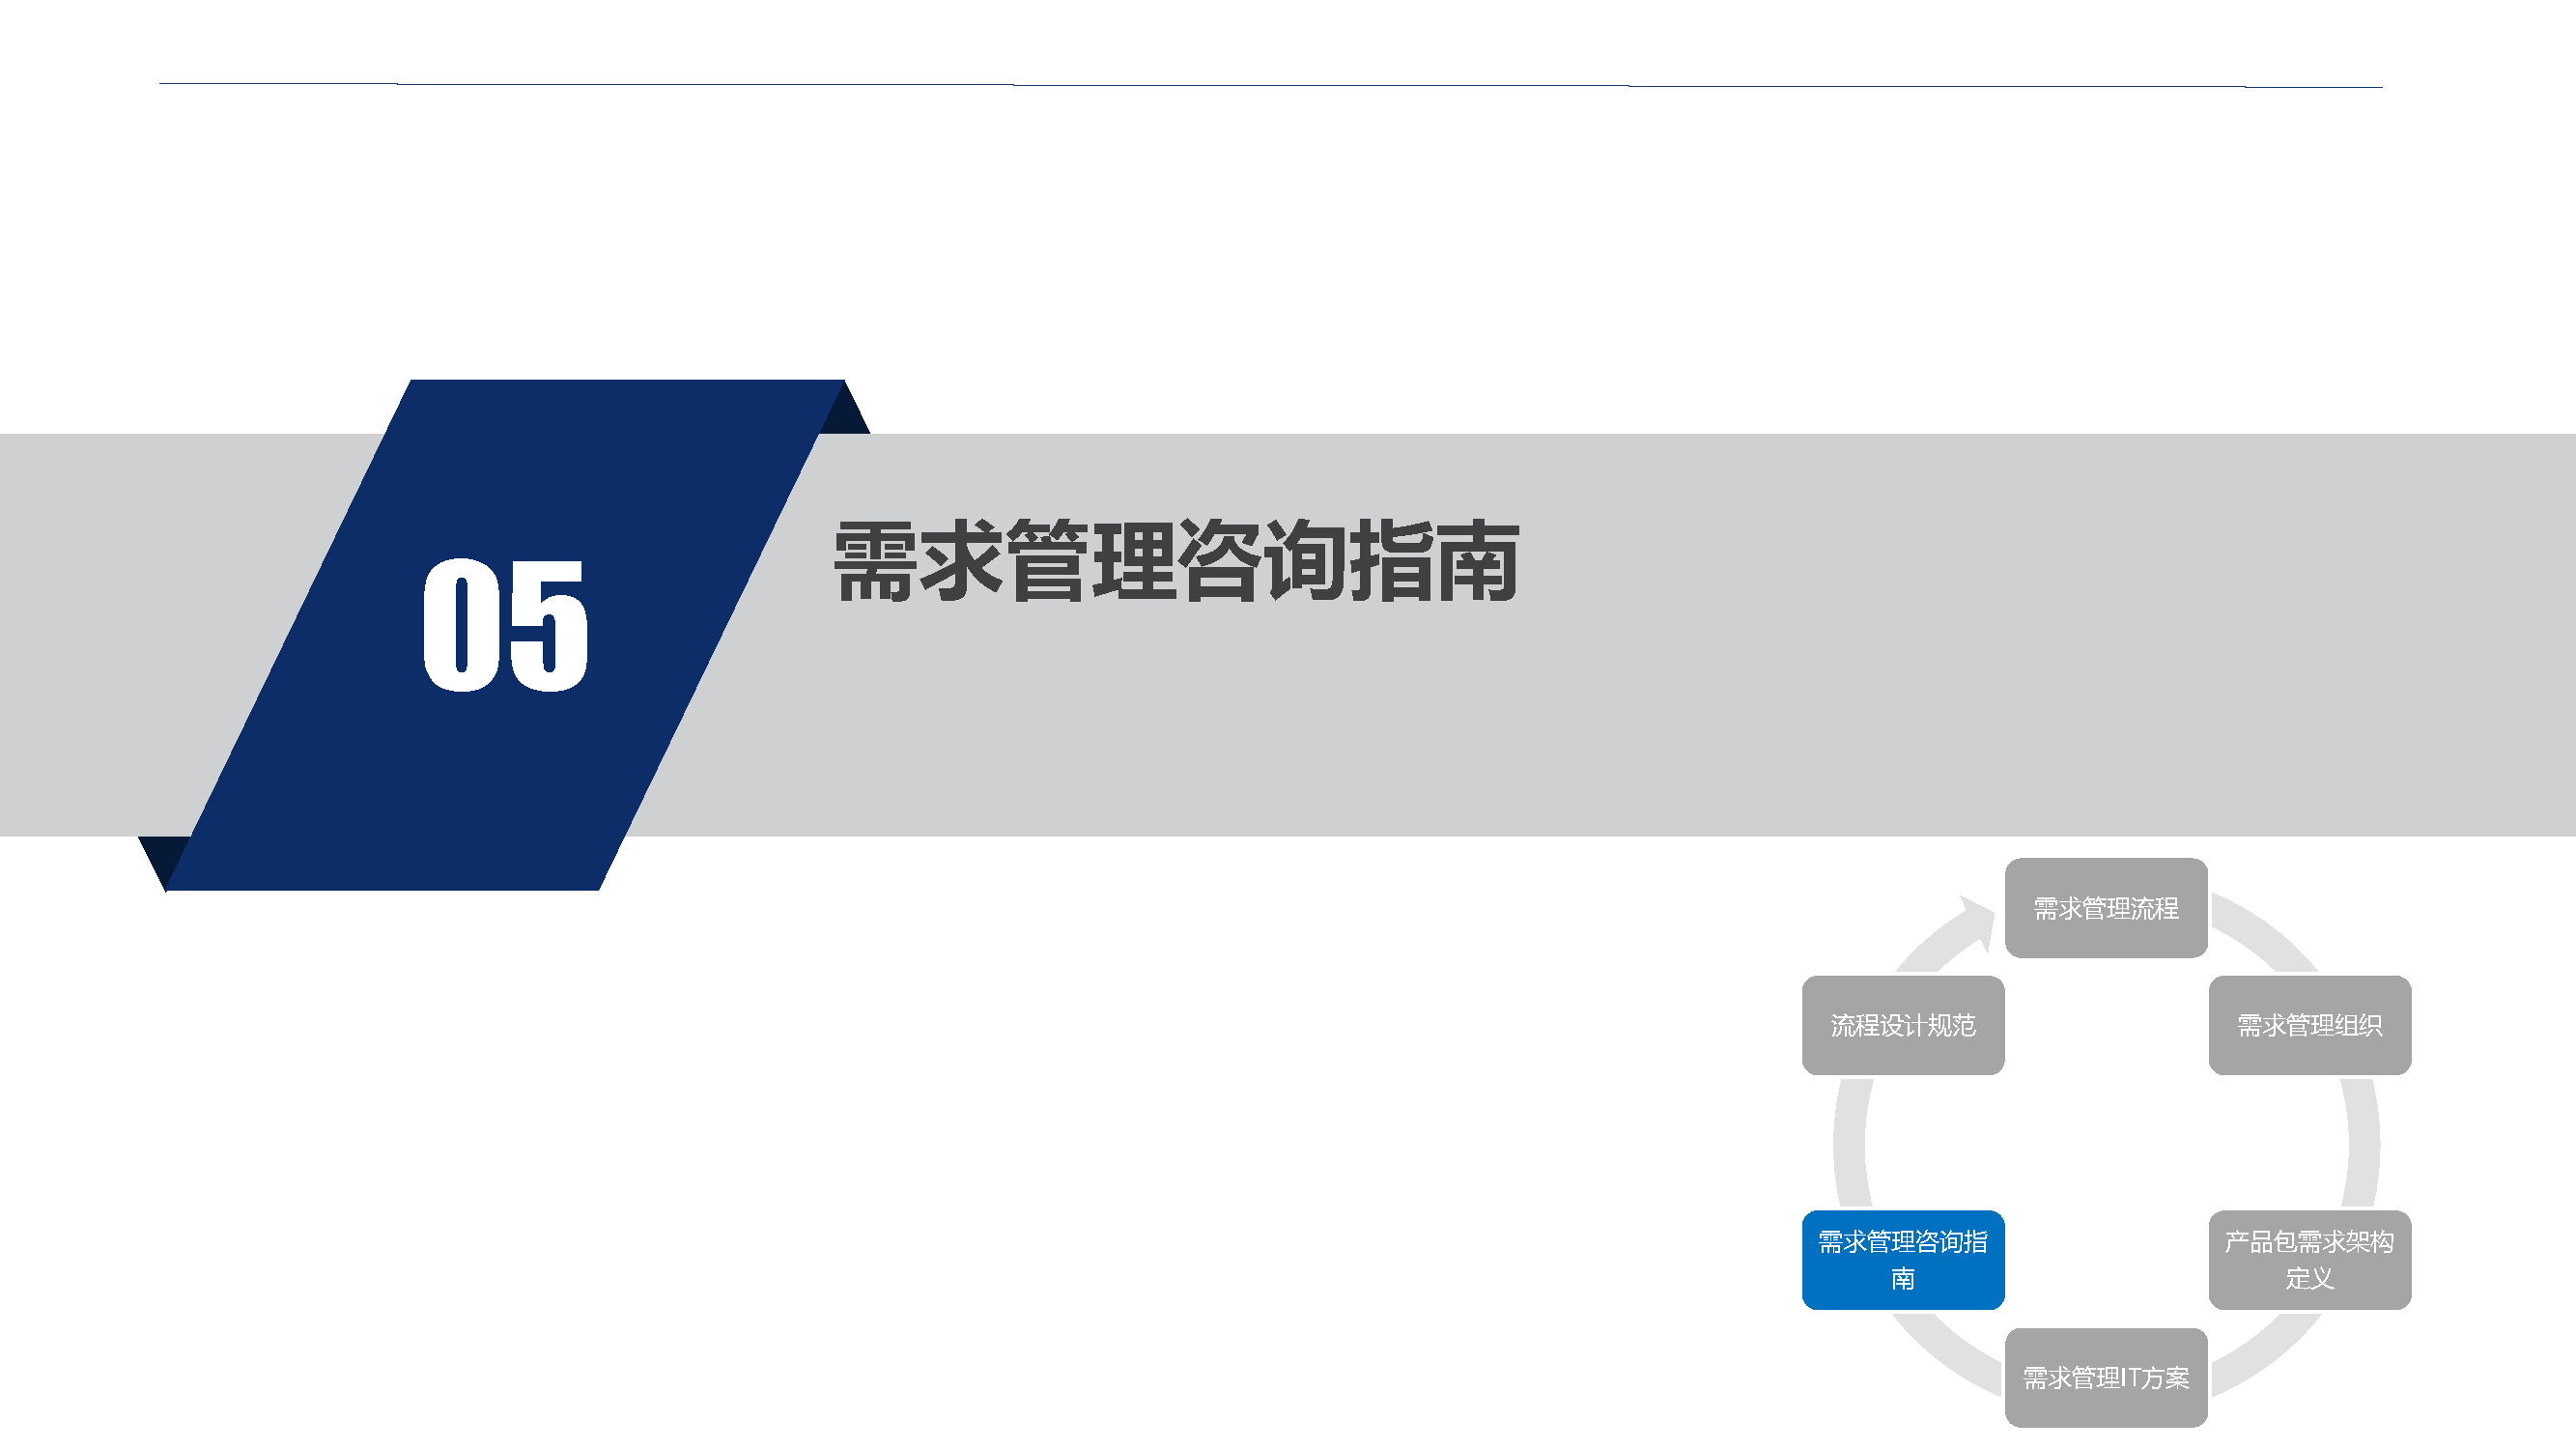 05
需求管理咨询指南
需求管理流程
流程设计规范
需求管理组织
需求管理咨询指
南
产品包需求架构
定义
需求管理IT方案